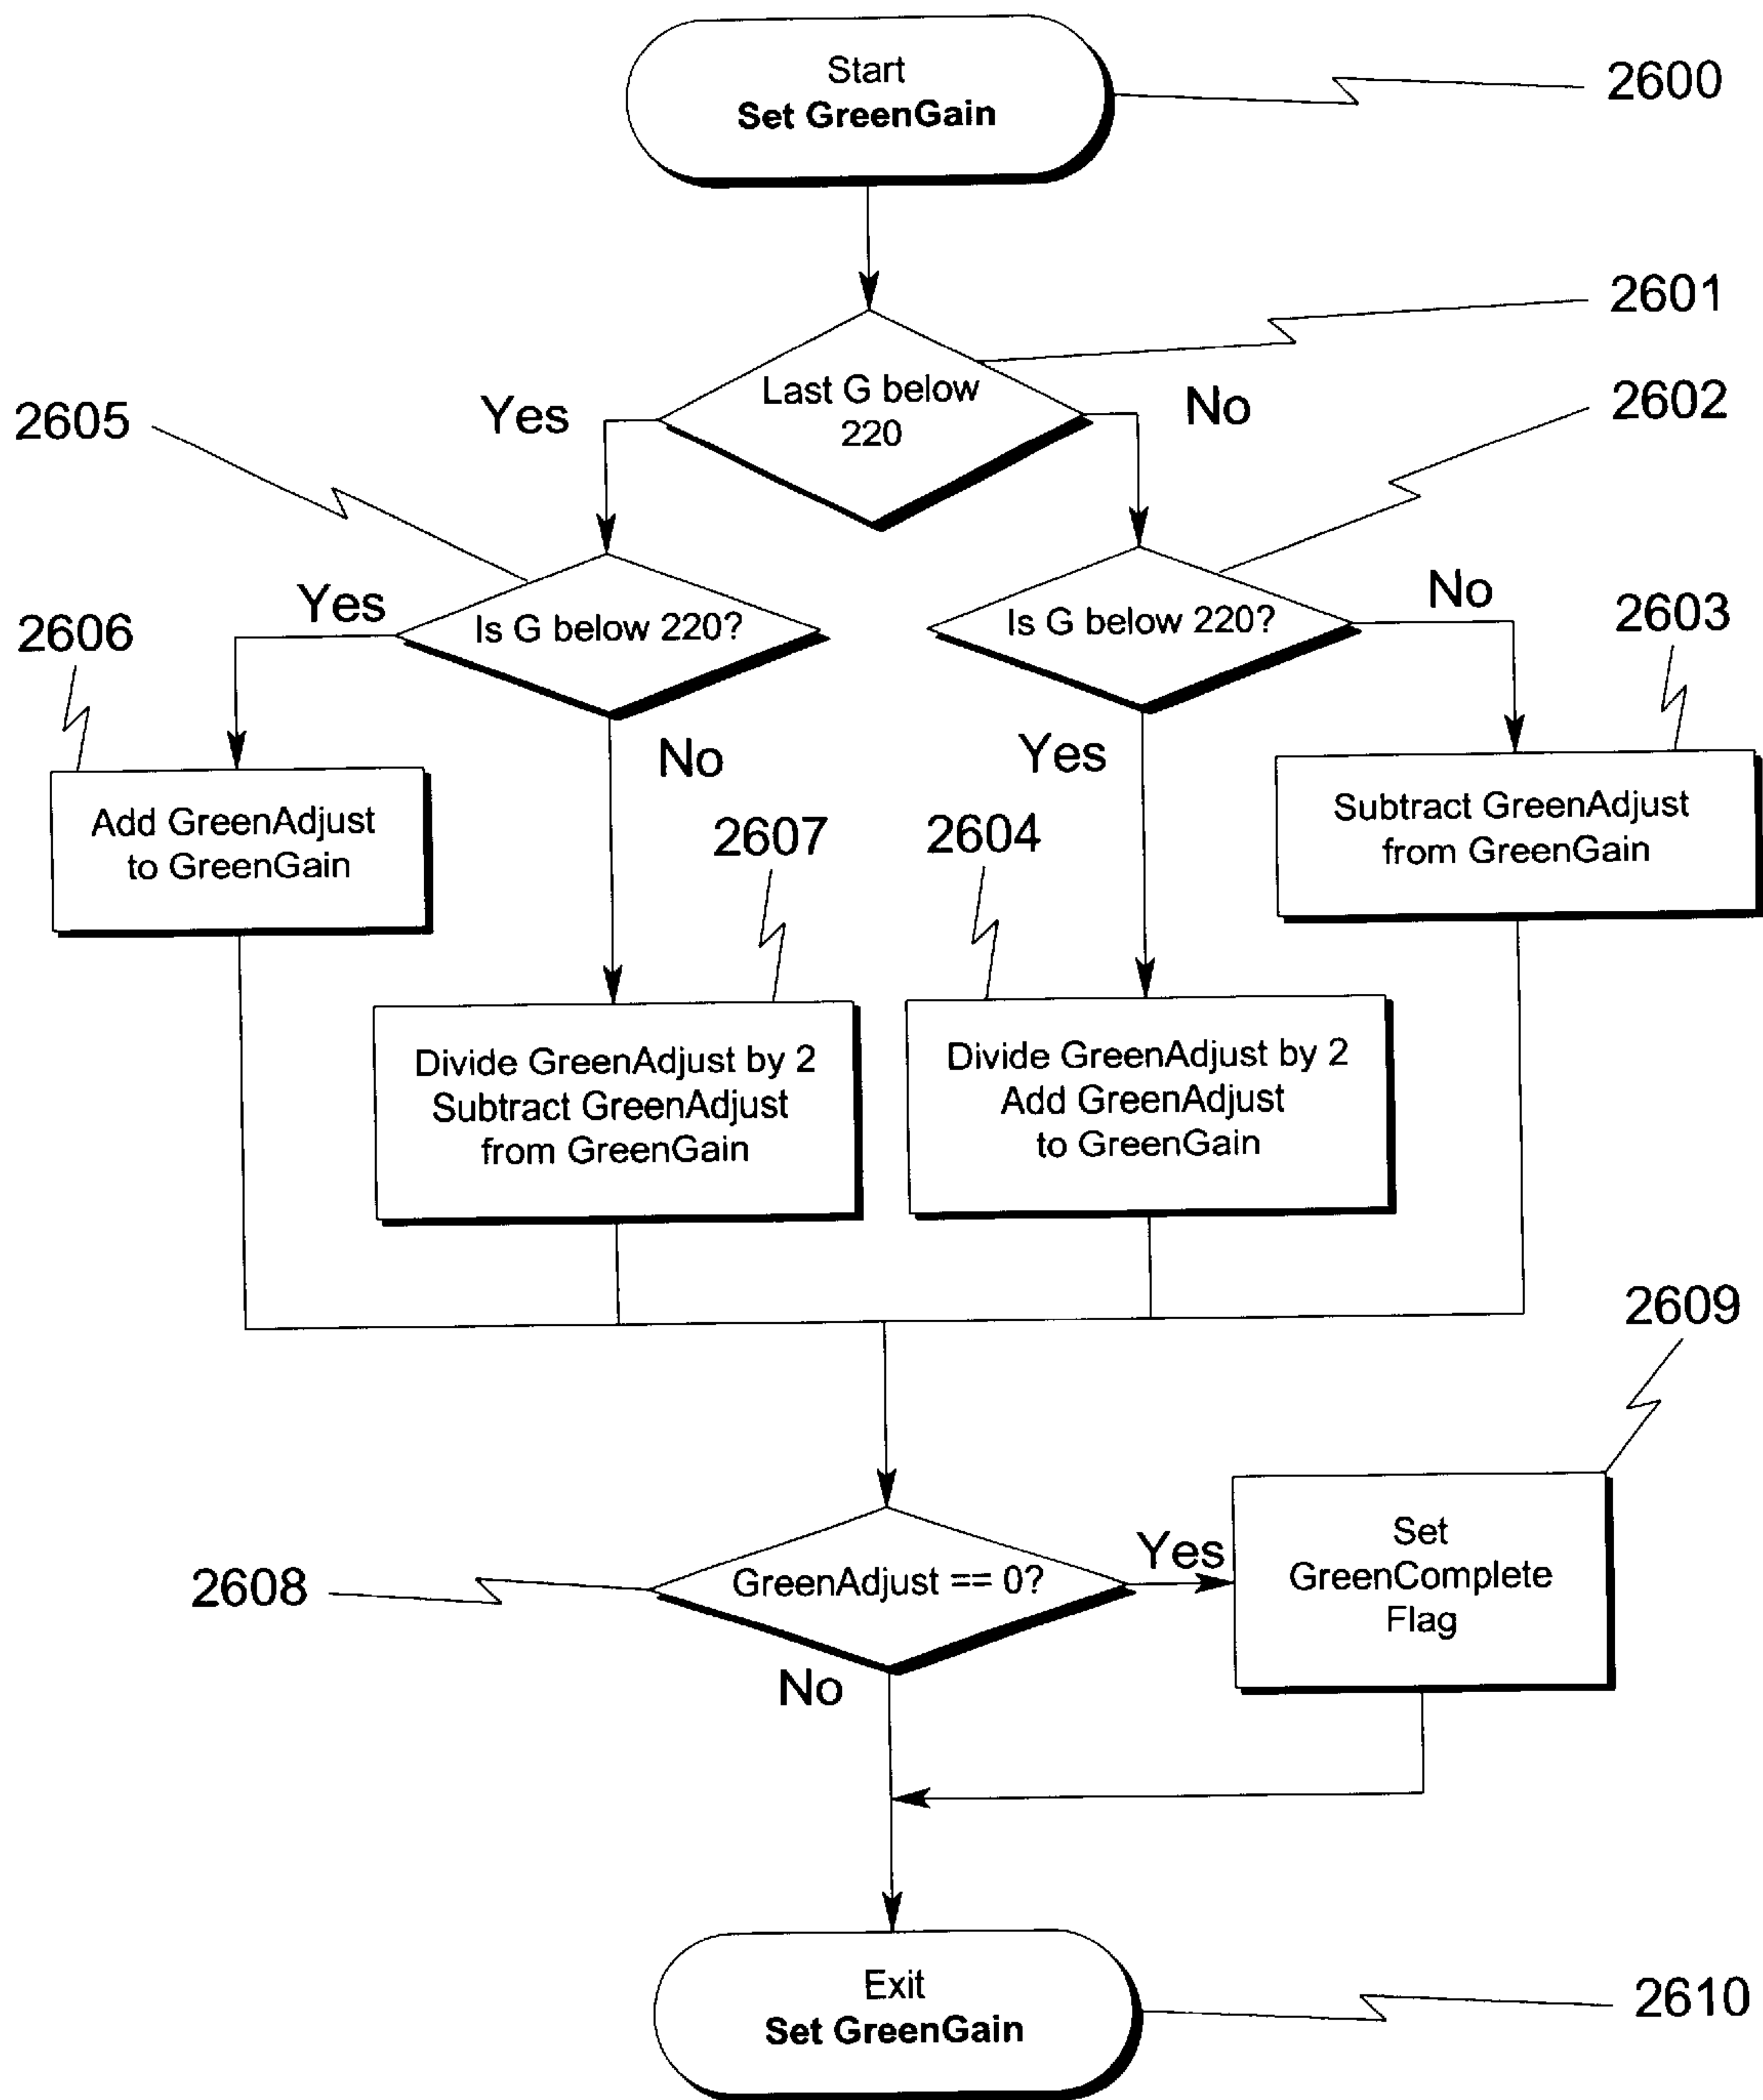 Start
Set GreenGain
2600
2601
Last G below
220
Yes
No
2605
2602
Is G below 220?
Yes
No
Is G below 220?
No
Yes
2606
2603
Add GreenAdjust
to GreenGain
Subtract GreenAdjust
from GreenGain
2607
2604
Divide GreenAdjust by 2
Subtract GreenAdjust
from GreenGain
Divide GreenAdjust by 2
Add GreenAdjust
to GreenGain
2609
GreenAdjust == 0?
2608
Yes
No
Set
GreenComplete
Flag
Exit
Set GreenGain
2610